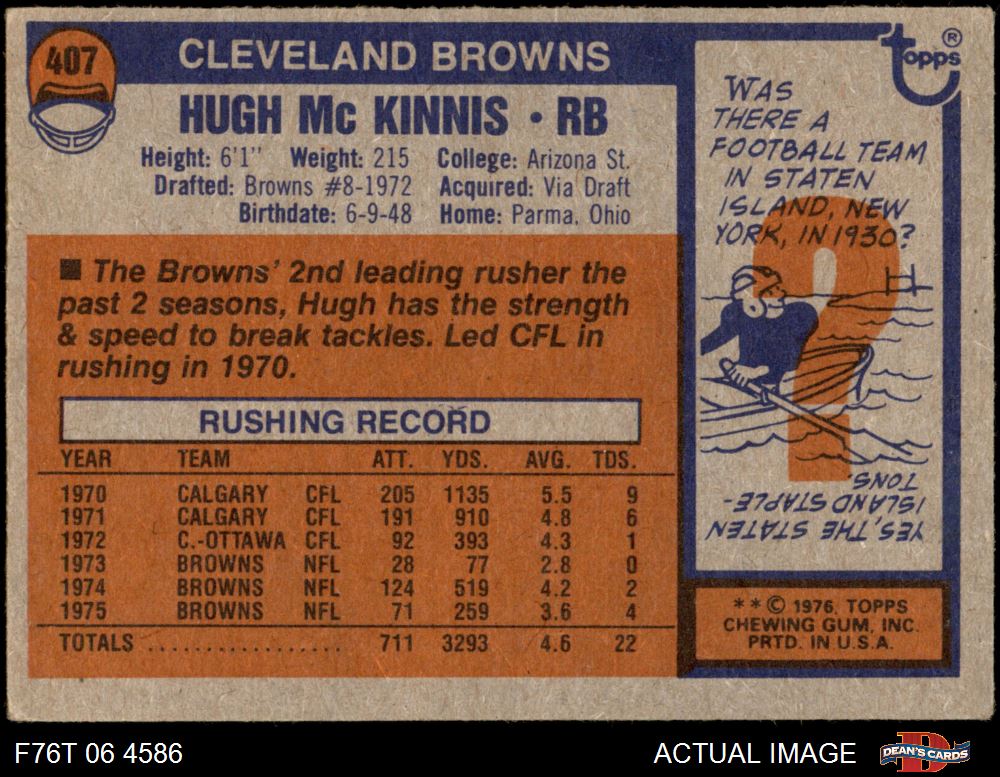 407
CLEVELAND BROWNS
Topps ®
HUGH Mc KINNIS • RB
Height: 6'1" Weight: 215 College: Arizona St.
Drafted: Browns #8-1972 Acquired: Via Draft
Birthdate: 6-9-48 Home: Parma, Ohio
■ The Browns' 2nd leading rusher the
past 2 seasons, Hugh has the strength
& speed to break tackles. Led CFL in
rushing in 1970.
RUSHING RECORD
YEAR TEAM ATT. YDS. AVG. TDS.
1970 CALGARY CFL 205 1135 5.5 9
1971 CALGARY CFL 191 910 4.8 6
1972 C.-OTTAWA CFL 92 393 4.3 1
1973 BROWNS NFL 28 77 2.8 0
1974 BROWNS NFL 124 519 4.2 2
1975 BROWNS NFL 71 259 3.6 4
TOTALS .................. 711 3293 4.6 22
WAS
THERE A
FOOTBALL TEAM
IN STATEN
ISLAND, NEW
YORK, IN 1930?
?
YES, THE STATEN
ISLAND STAPLE-
TONS.
**© 1976, TOPPS
CHEWING GUM, INC.
PRTD. IN U.S.A.
F76T 06 4586
ACTUAL IMAGE
DEAN'S CARDS